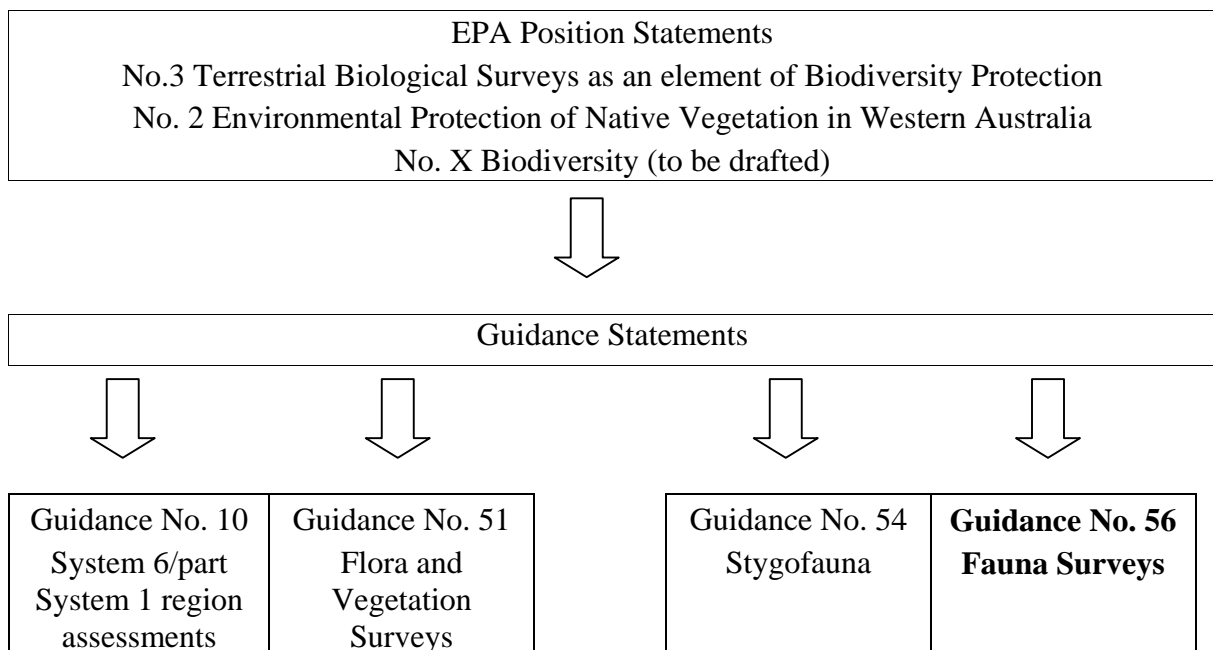 EPA Position Statements
No.3 Terrestrial Biological Surveys as an element of Biodiversity Protection
No. 2 Environmental Protection of Native Vegetation in Western Australia
No. X Biodiversity (to be drafted)
Guidance Statements
Guidance No. 10
System 6/part
System 1 region
assessments
Guidance No. 51
Flora and
Vegetation
Surveys
Guidance No. 54
Stygofauna
Guidance No. 56
Fauna Surveys